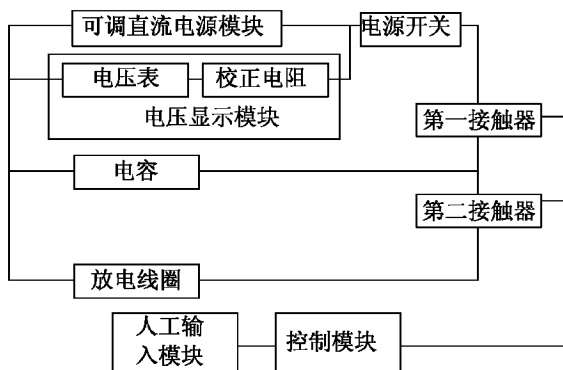 可调直流电源模块
电源开关
电压表
校正电阻
电压显示模块
第一接触器
电容
第二接触器
放电线圈
人工输
入模块
控制模块